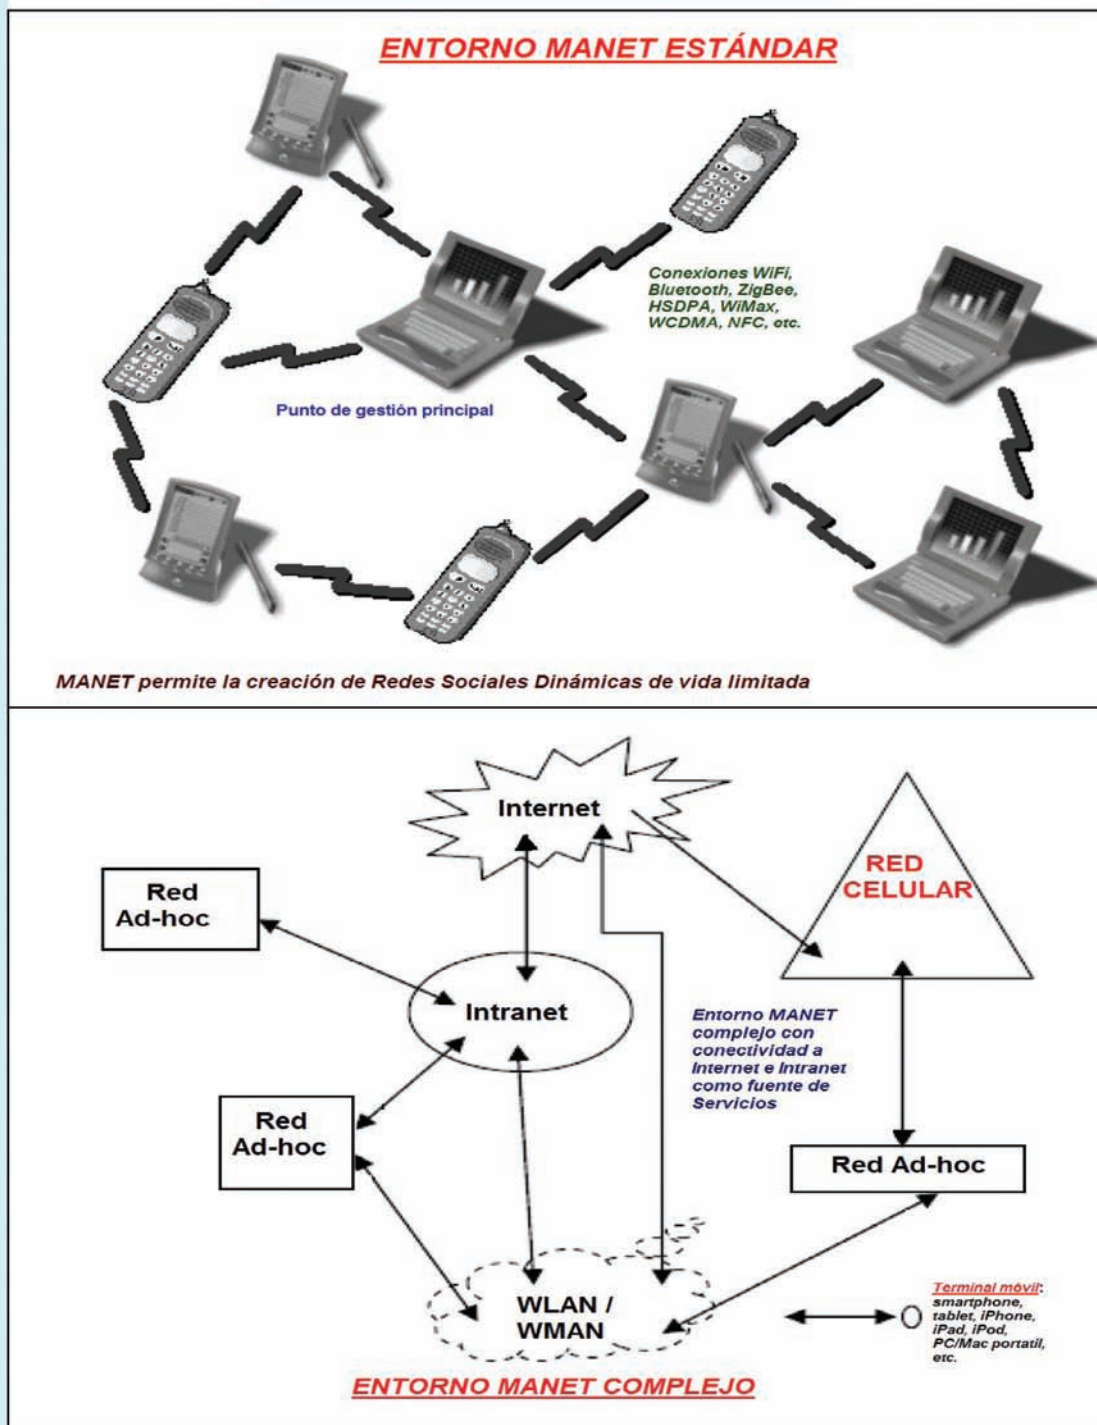 ENTORNO MANET ESTÁNDAR
Conexiones WiFi,
Bluetooth, ZigBee,
HSDPA, WiMax,
WCDMA, NFC, etc.
Punto de gestión principal
MANET permite la creación de Redes Sociales Dinámicas de vida limitada
Internet
RED
CELULAR
Red
Ad-hoc
Intranet
Entorno MANET
complejo con
conectividad a
Internet e Intranet
como fuente de
Servicios
Red
Ad-hoc
Red Ad-hoc
WLAN /
WMAN
Terminal móvil:
smartphone,
tablet, iPhone,
iPad, iPod,
PC/Mac portatil,
etc.
ENTORNO MANET COMPLEJO